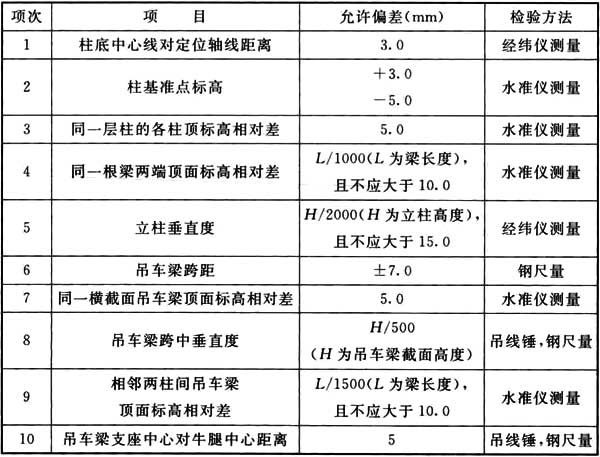 项次 项 目 允许偏差(mm) 检验方法
1 柱底中心线对定位轴线距离 3.0 经纬仪测量
2 柱基准点标高 +3.0 水准仪测量
-5.0
3 同一层柱的各柱顶标高相对差 5.0 水准仪测量
4 同一根梁两端顶面标高相对差 L/1000(L 为梁长度), 水准仪测量
且不应大于 10.0
5 立柱垂直度 H/2000(H 为立柱高度), 经纬仪测量
且不应大于 15.0
6 吊车梁跨距 ±7.0 钢尺量
7 同一横截面吊车梁顶面标高相对差 5.0 水准仪测量
8 吊车梁跨中垂直度 H/500 吊线锤,钢尺量
(H 为吊车梁截面高度)
9 相邻两柱间吊车梁 L/1500(L 为梁长度), 水准仪测量
顶面标高相对差 且不应大于 10.0
10 吊车梁支座中心对牛腿中心距离 5 吊线锤,钢尺量